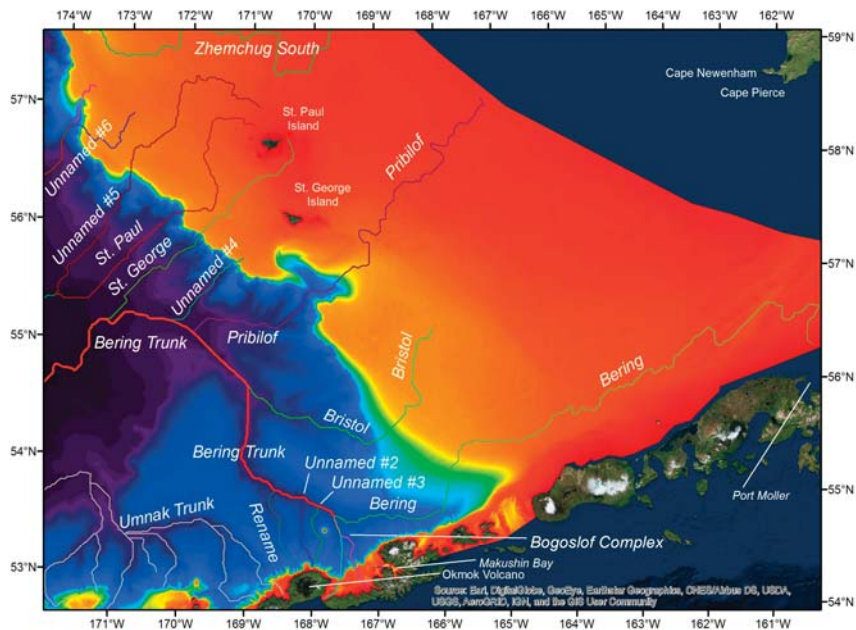 174°W 173°W 172°W 171°W 170°W 169°W 168°W 167°W 166°W 165°W 164°W 163°W 162°W
59°N
Zhemchug South
Cape Newenham
Cape Pierce
57°N
St. Paul
Island
58°N
Unnamed #6
Pribilof
St. George
Island
56°N
Unnamed #5
St. Paul
St. George
Unnamed #4
57°N
55°N
Bering Trunk
Pribilof
Bristol
Bering
56°N
Bristol
54°N
Bering Trunk
Unnamed #2
Unnamed #3
Bering
55°N
Port Moller
Umnak Trunk
Rename
Bogoslof Complex
53°N
Makushin Bay
Okmok Volcano
Source: Esri, DigitalGlobe, GeoEye, Earthstar Geographics, CNES/Airbus DS, USDA,
USGS, AeroGRID, IGN, and the GIS User Community
54°N
171°W 170°W 169°W 168°W 167°W 166°W 165°W 164°W 163°W 162°W 161°W